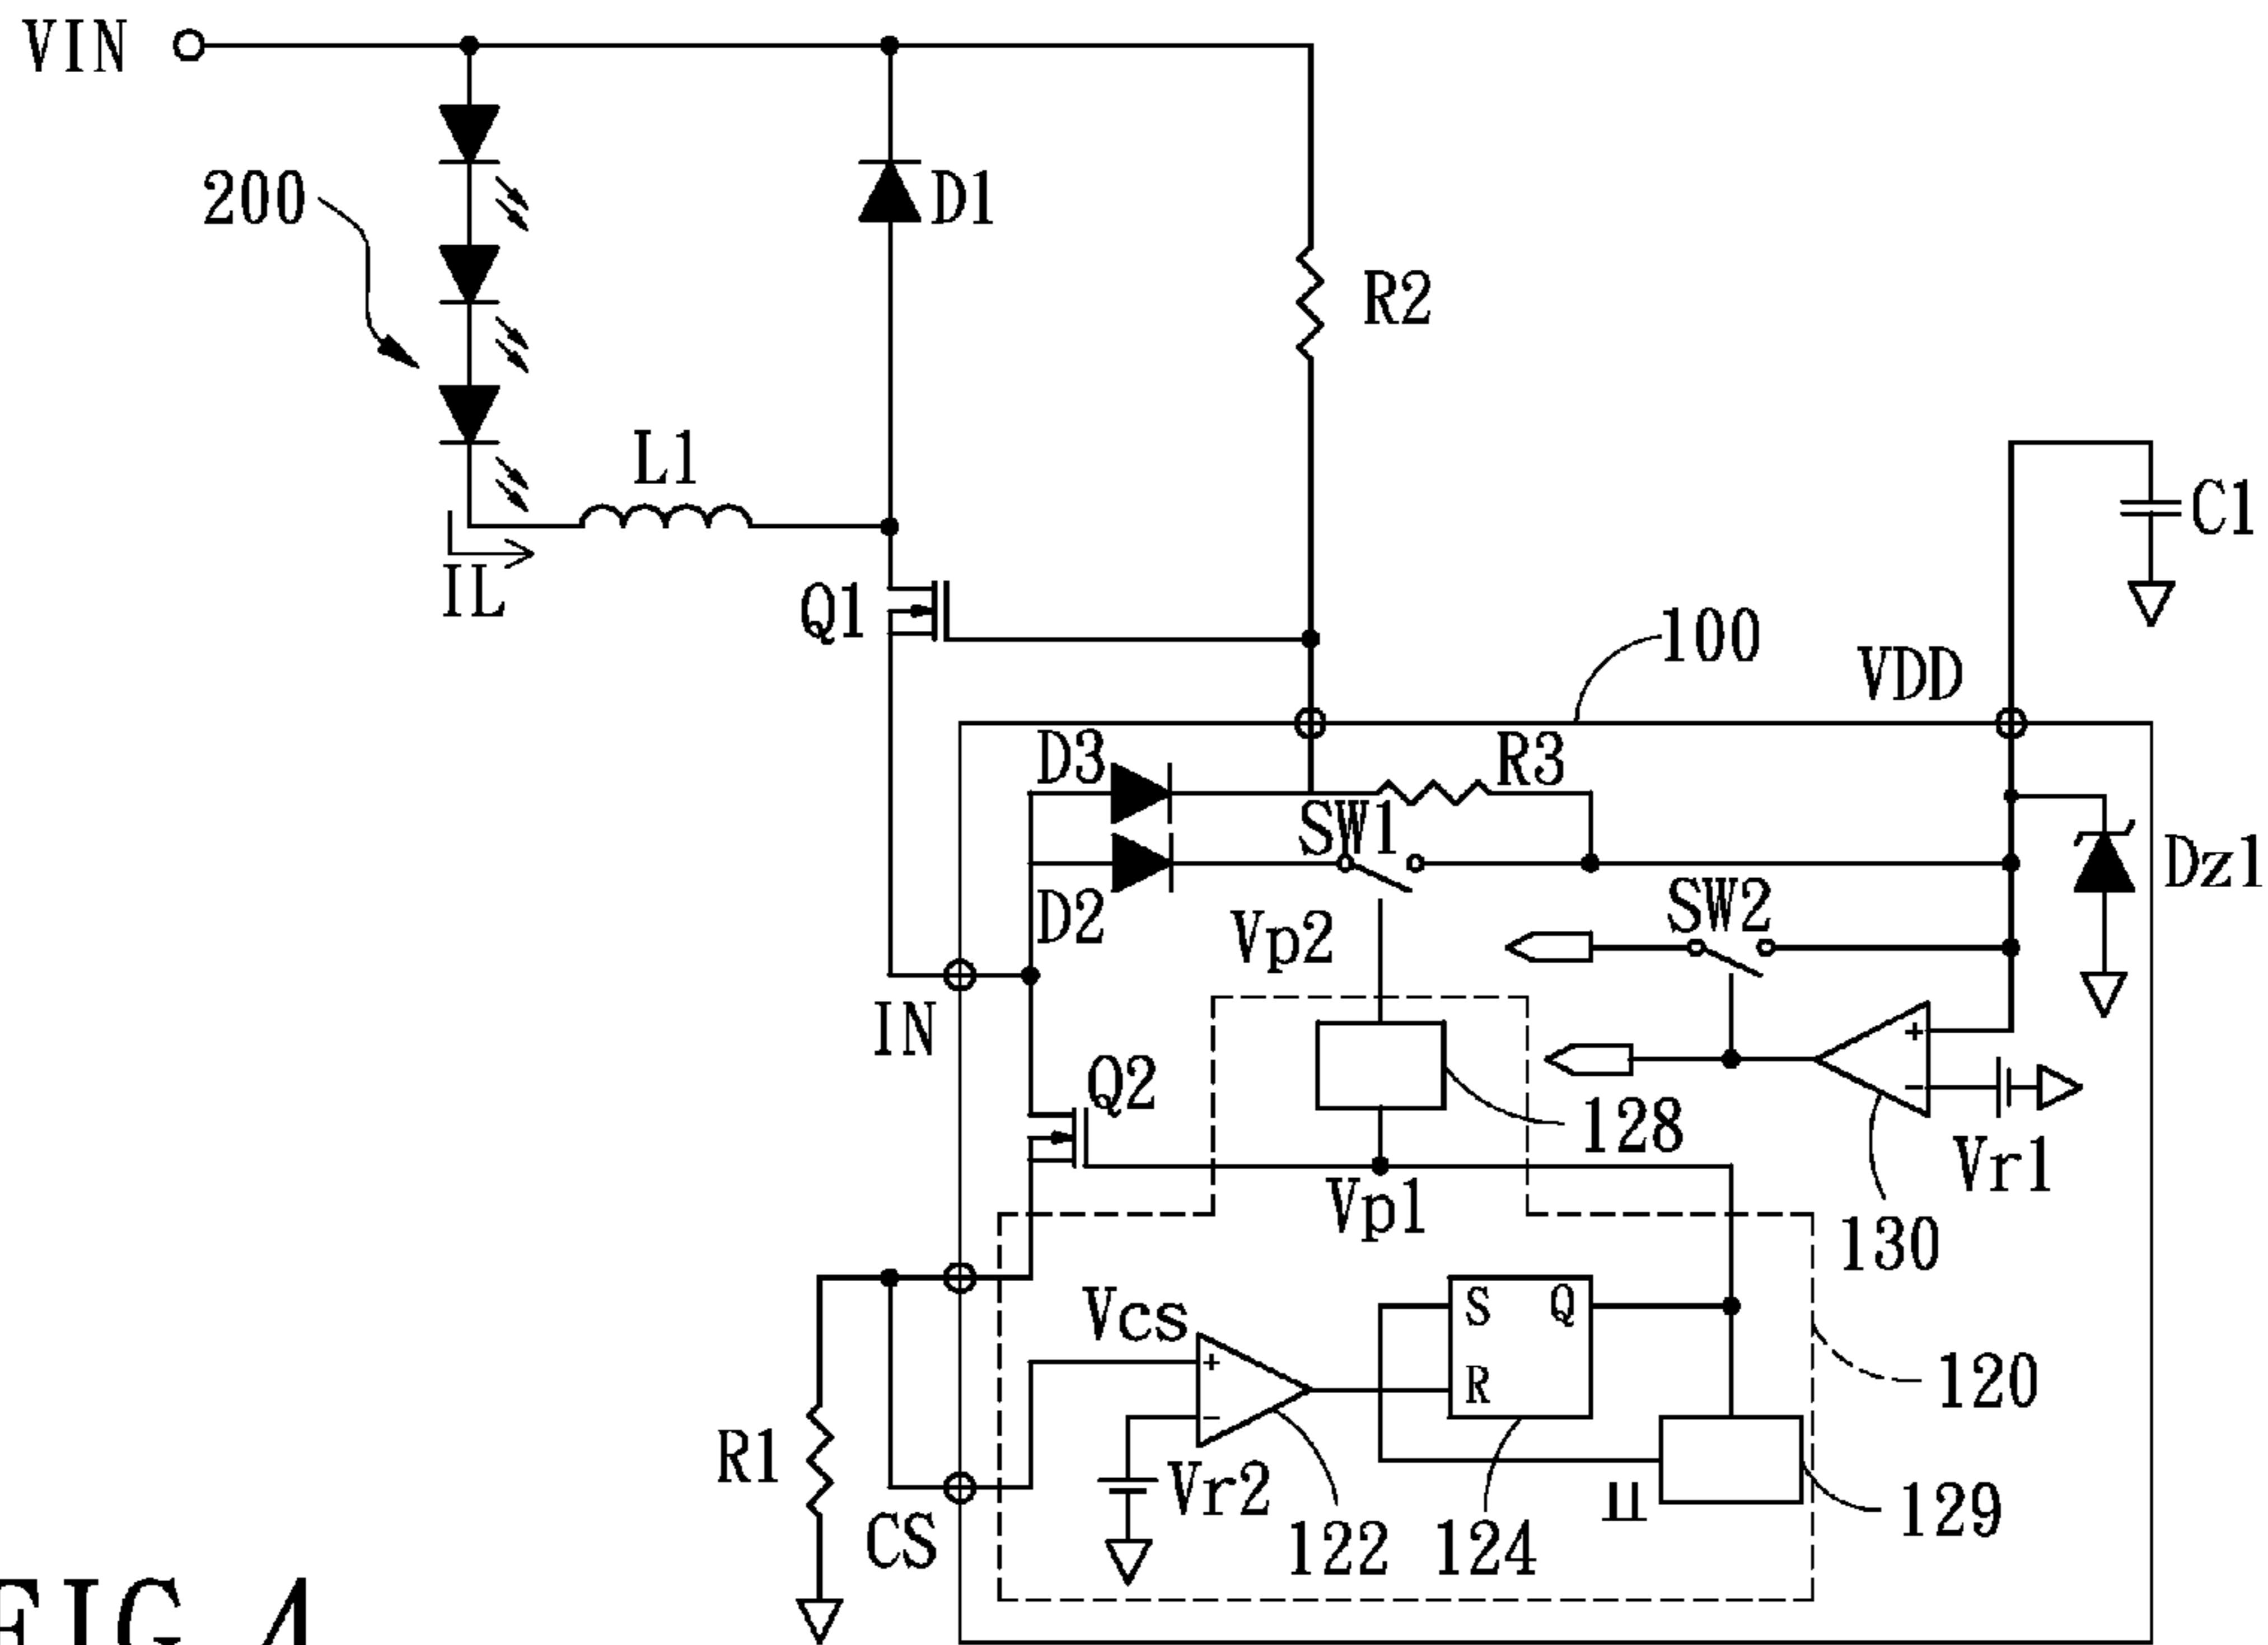 VIN
200
D1
R2
L1
C1
IL
Q1
100
VDD
D3
R3
SW1
Dz1
D2
SW2
Vp2
IN
+
-
Q2
128
Vr1
Vp1
130
Vcs
S
Q
+
R
120
-
R1
Vr2
129
CS
122
124
FIG.4